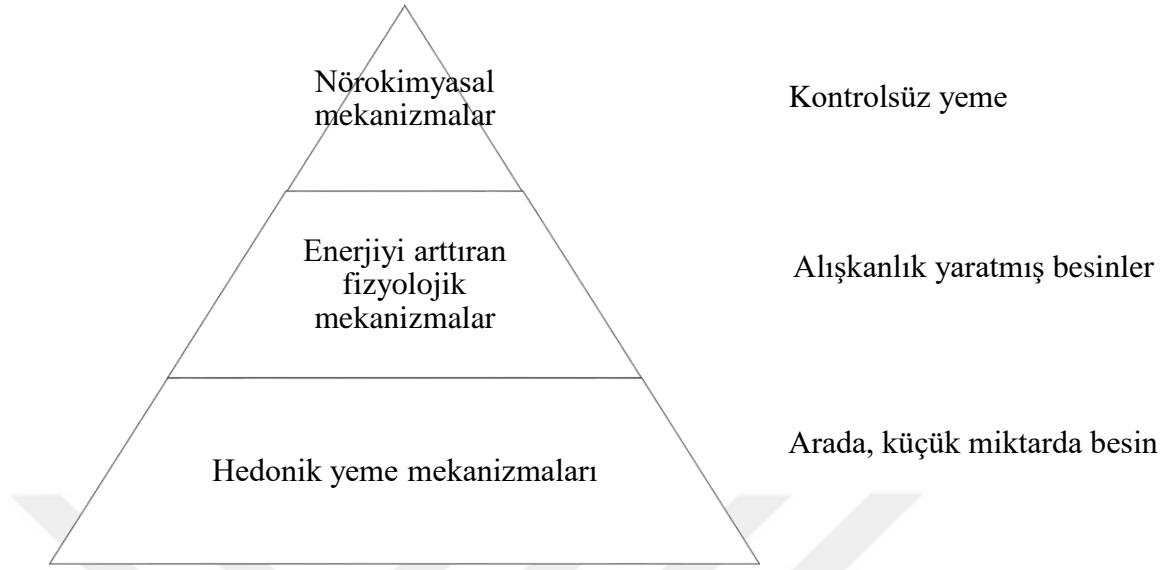 Nörokimyasal
mekanizmalar
Kontrolsüz yeme
Enerjiyi arttıran
fizyolojik
mekanizmalar
Alışkanlık yaratmış besinler
Hedonik yeme mekanizmaları
Arada, küçük miktarda besin